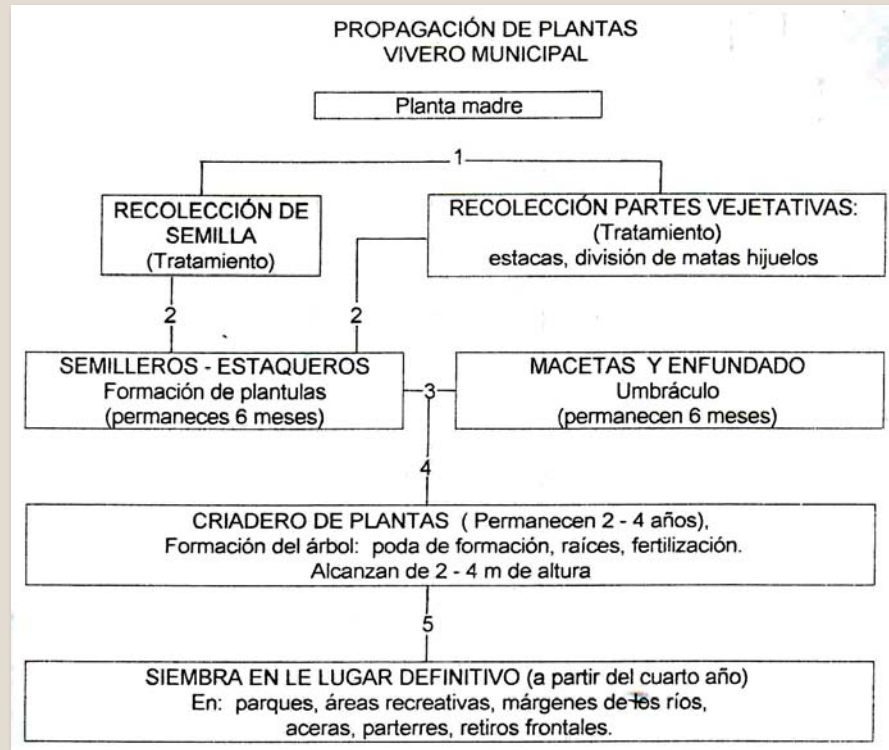 PROPAGACIÓN DE PLANTAS
VIVERO MUNICIPAL
Planta madre
1
RECOLECCIÓN DE
SEMILLA
(Tratamiento)
RECOLECCIÓN PARTES VEJETATIVAS:
(Tratamiento)
estacas, división de matas hijuelos
2
2
SEMILLEROS - ESTAQUEROS
Formación de plantulas
(permaneces 6 meses)
3
MACETAS Y ENFUNDADO
Umbráculo
(permanecen 6 meses)
4
CRIADERO DE PLANTAS ( Permanecen 2 - 4 años),
Formación del árbol: poda de formación, raíces, fertilización.
Alcanzan de 2 - 4 m de altura
5
SIEMBRA EN LE LUGAR DEFINITIVO (a partir del cuarto año)
En: parques, áreas recreativas, márgenes de los ríos,
aceras, parterres, retiros frontales.